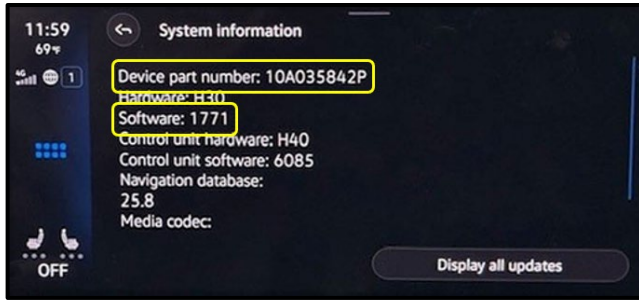 11:59
69°F
4G
1
OFF
System information
Device part number: 10A035842P
Hardware: H30
Software: 1771
Control unit hardware: H40
Control unit software: 6085
Navigation database:
25.8
Media codec:
Display all updates